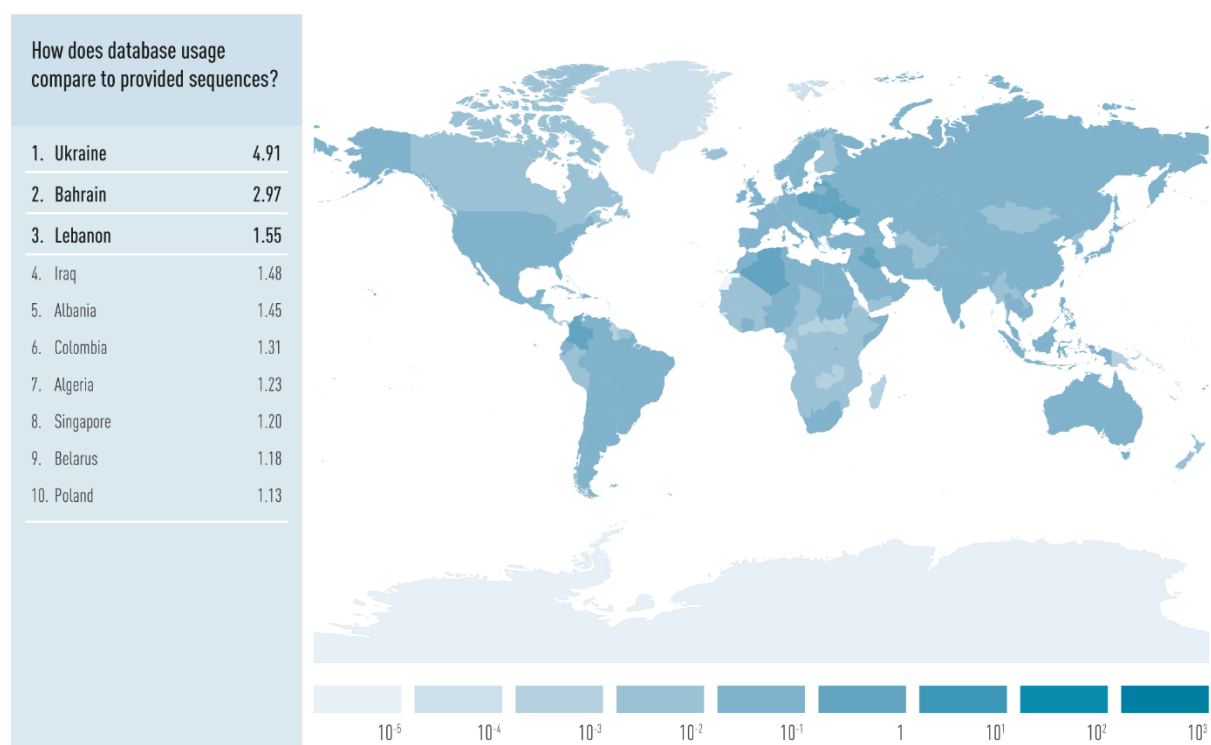 How does database usage
compare to provided sequences?
1. Ukraine 4.91
2. Bahrain 2.97
3. Lebanon 1.55
4. Iraq 1.48
5. Albania 1.45
6. Colombia 1.31
7. Algeria 1.23
8. Singapore 1.20
9. Belarus 1.18
10. Poland 1.13
10⁻⁵ 10⁻⁴ 10⁻³ 10⁻² 10⁻¹ 1 10¹ 10² 10³